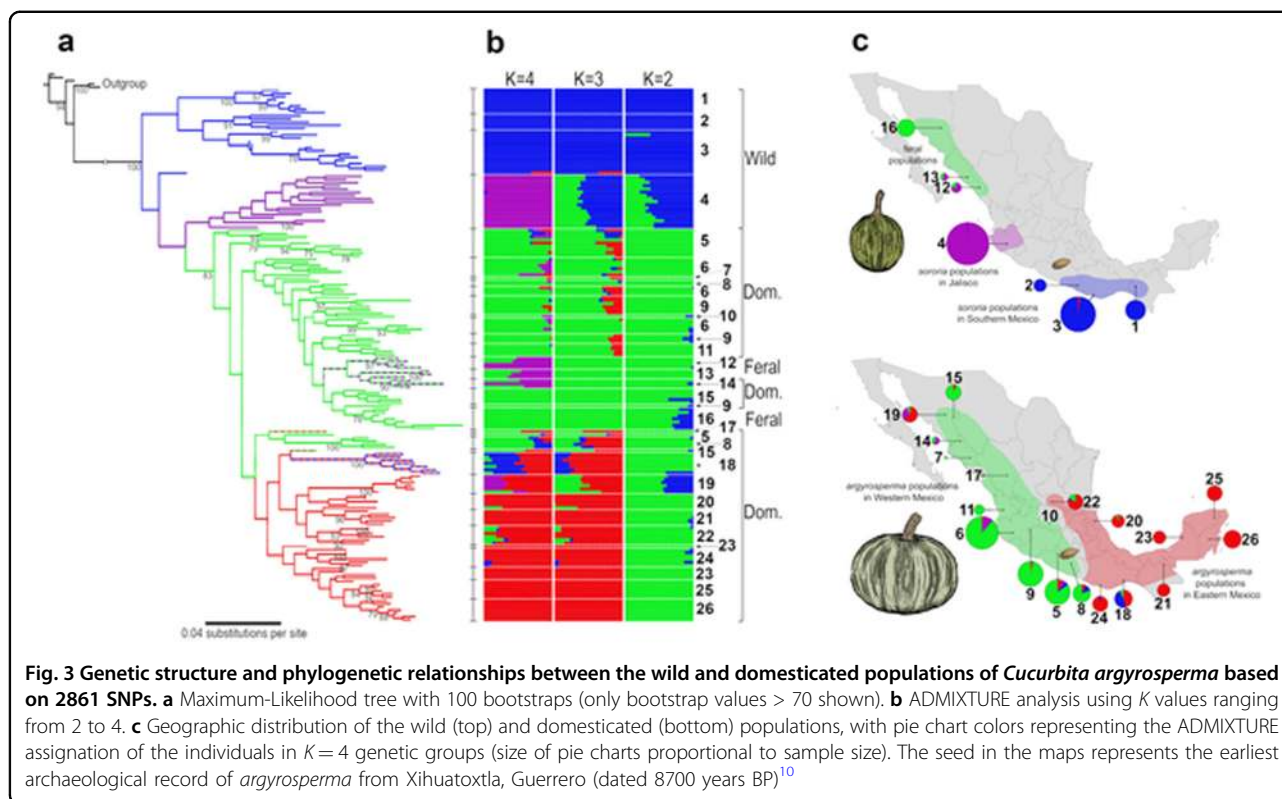 a
b
c
Outgroup
100
0.04 substitutions per site
K=4
K=3
K=2
1
2
3
4
5
6
7
8
6
9
10
6
9
11
12
13
14
15
9
16
17
5
8
15
18
19
20
21
22
23
24
23
25
26
Wild
Dom.
Feral
Dom.
Feral
Dom.
16
feral
populations
13
12
4
sororia populations
in Jalisco
2
sororia populations
in Southern Mexico
3
1
15
19
14
7
argyrosperma populations
in Western Mexico
17
11
6
10
22
20
25
23
26
argyrosperma
populations
in Eastern Mexico
9
5
8
24
18
21
Fig. 3 Genetic structure and phylogenetic relationships between the wild and domesticated populations of Cucurbita argyrosperma based
on 2861 SNPs. a Maximum-Likelihood tree with 100 bootstraps (only bootstrap values > 70 shown). b ADMIXTURE analysis using K values ranging
from 2 to 4. c Geographic distribution of the wild (top) and domesticated (bottom) populations, with pie chart colors representing the ADMIXTURE
assignation of the individuals in K = 4 genetic groups (size of pie charts proportional to sample size). The seed in the maps represents the earliest
archaeological record of argyrosperma from Xihuatoxtla, Guerrero (dated 8700 years BP)10